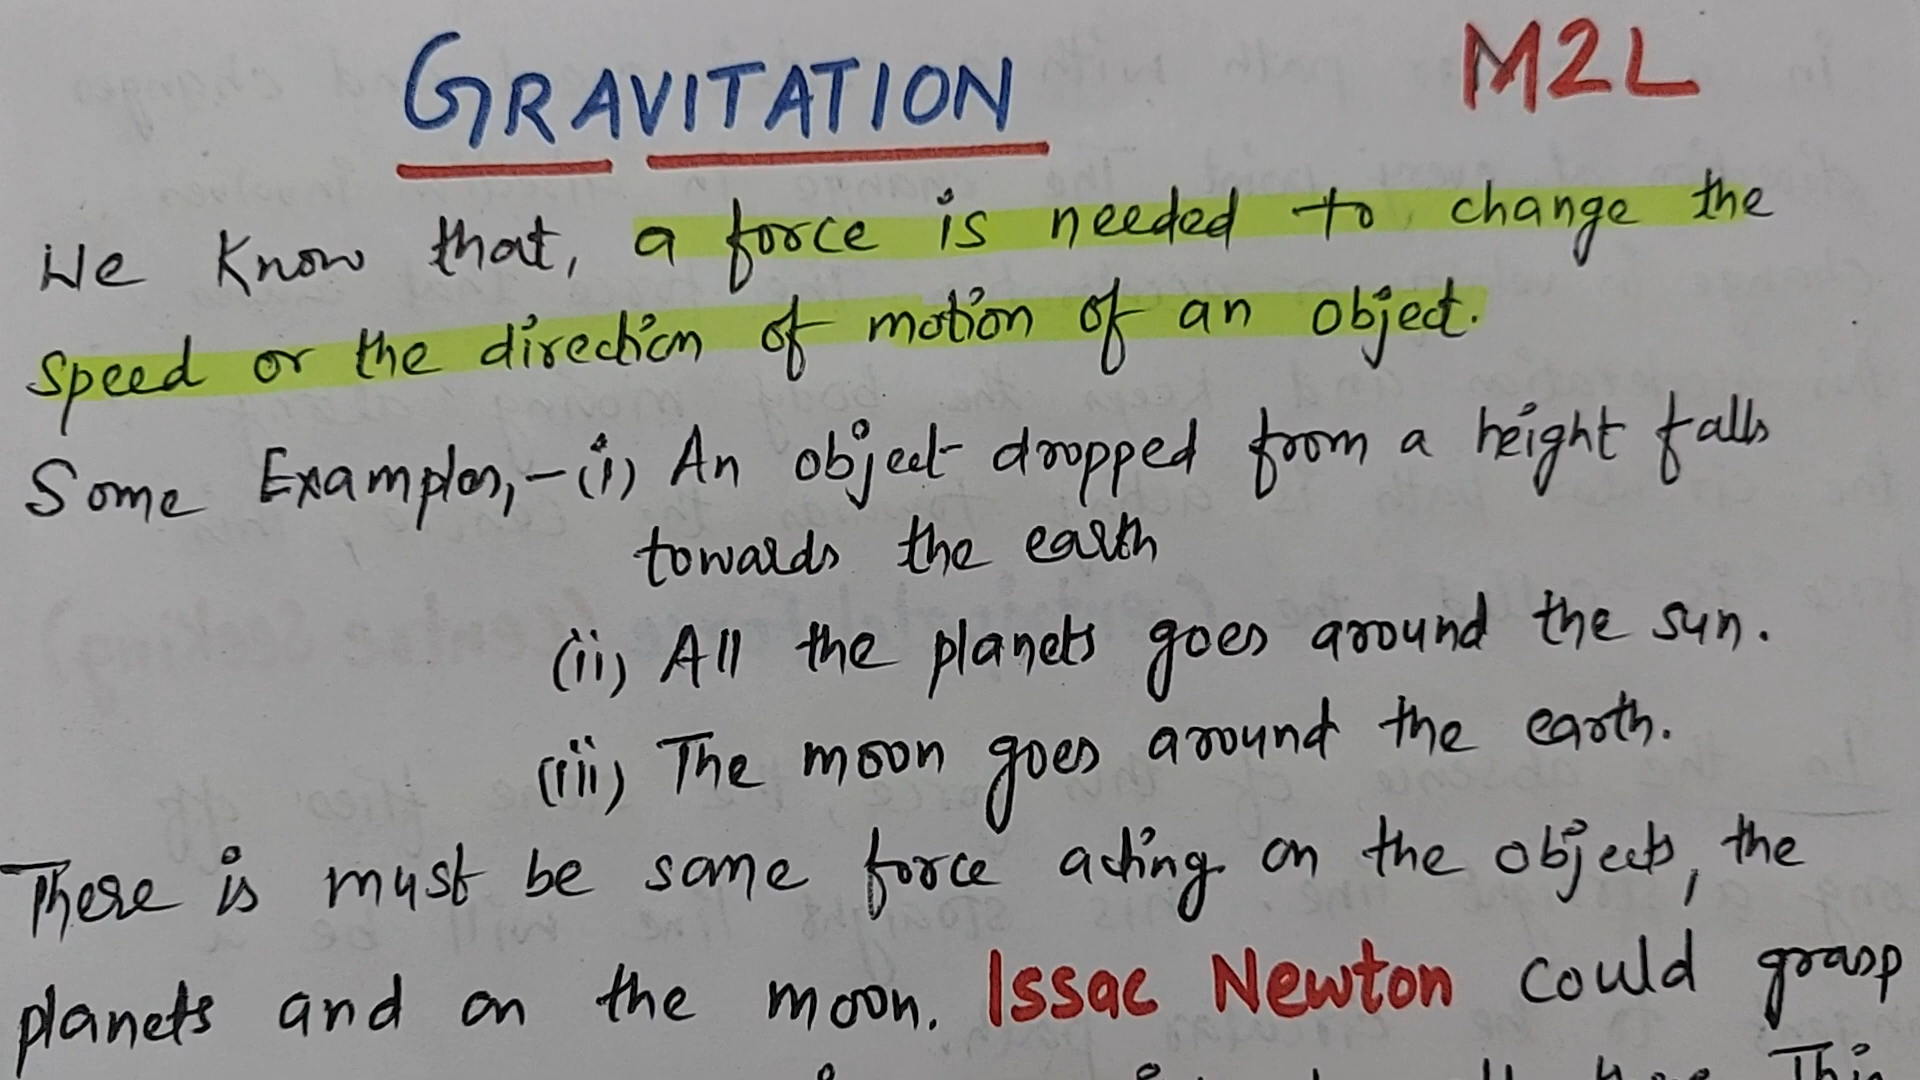 GRAVITATION M2L
We Know that, a force is needed to change the
speed or the direction of motion of an object.
Some Examples,-(i) An object dropped from a height falls
towards the earth
(ii) All the planets goes around the sun.
(iii) The moon goes around the earth.
There is must be some force acting on the objects, the
planets and on the moon. Issac Newton could grasp